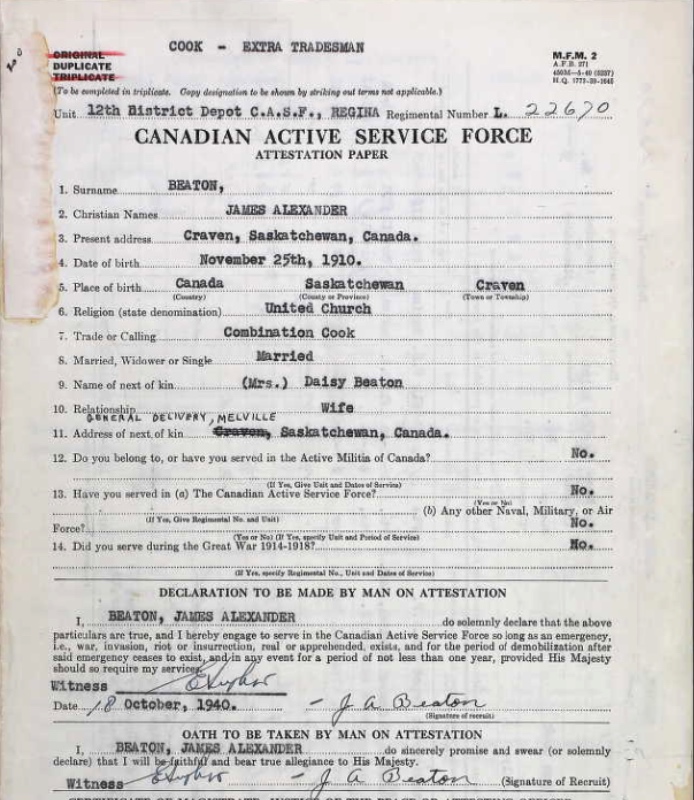 COOK - EXTRA TRADESMAN
ORIGINAL
DUPLICATE
TRIPLICATE
M.F.M. 2
A.F.B. 271
H.Q. 1772-39-1645
(To be completed in triplicate. Copy designation to be shown by striking out terms not applicable.)
Unit 12th District Depot C.A.S.F., REGINA Regimental Number L. 22670
CANADIAN ACTIVE SERVICE FORCE
ATTESTATION PAPER
1. Surname BEATON,
2. Christian Names JAMES ALEXANDER
3. Present address Craven, Saskatchewan, Canada.
4. Date of birth November 25th, 1910.
5. Place of birth Canada Saskatchewan Craven
(Country) (County or Province) (Town or Township)
6. Religion (state denomination) United Church
7. Trade or Calling Combination Cook
8. Married, Widower or Single Married
9. Name of next of kin (Mrs.) Daisy Beaton
10. Relationship Wife
GENERAL DELIVERY, MELVILLE
11. Address of next of kin Craven, Saskatchewan, Canada.
12. Do you belong to, or have you served in the Active Militia of Canada? No.
(If Yes, Give Unit and Dates of Service)
13. Have you served in (a) The Canadian Active Service Force? No.
(Yes or No)
(b) Any other Naval, Military, or Air
(If Yes, Give Regimental No. and Unit)
Force? No.
(Yes or No) (If Yes, specify Unit and Period of Service)
14. Did you serve during the Great War 1914-1918? No.
(If Yes, specify Regimental No., Unit and Dates of Service)
DECLARATION TO BE MADE BY MAN ON ATTESTATION
I, BEATON, JAMES ALEXANDER do solemnly declare that the above
particulars are true, and I hereby engage to serve in the Canadian Active Service Force so long as an emergency,
i.e., war, invasion, riot or insurrection, real or apprehended, exists, and for the period of demobilization after
said emergency ceases to exist, and in any event for a period of not less than one year, provided His Majesty
should so require my services.
Witness
Date 18 October, 1940. - J A Beaton
(Signature of recruit)
OATH TO BE TAKEN BY MAN ON ATTESTATION
I, BEATON, JAMES ALEXANDER do sincerely promise and swear (or solemnly
declare) that I will be faithful and bear true allegiance to His Majesty.
Witness - J A Beaton (Signature of Recruit)